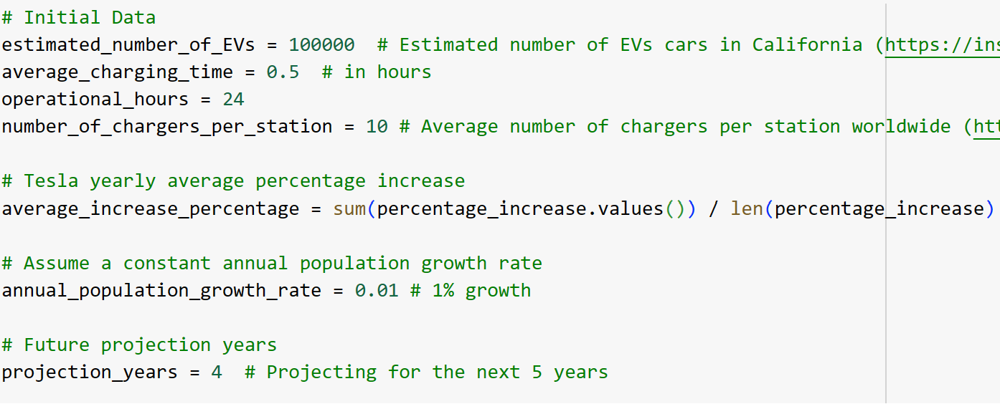 # Initial Data
estimated_number_of_EVs = 100000  # Estimated number of EVs cars in California (https://ins
average_charging_time = 0.5  # in hours
operational_hours = 24
number_of_chargers_per_station = 10 # Average number of chargers per station worldwide (htt
# Tesla yearly average percentage increase
average_increase_percentage = sum(percentage_increase.values()) / len(percentage_increase)
# Assume a constant annual population growth rate
annual_population_growth_rate = 0.01 # 1% growth
# Future projection years
projection_years = 4  # Projecting for the next 5 years